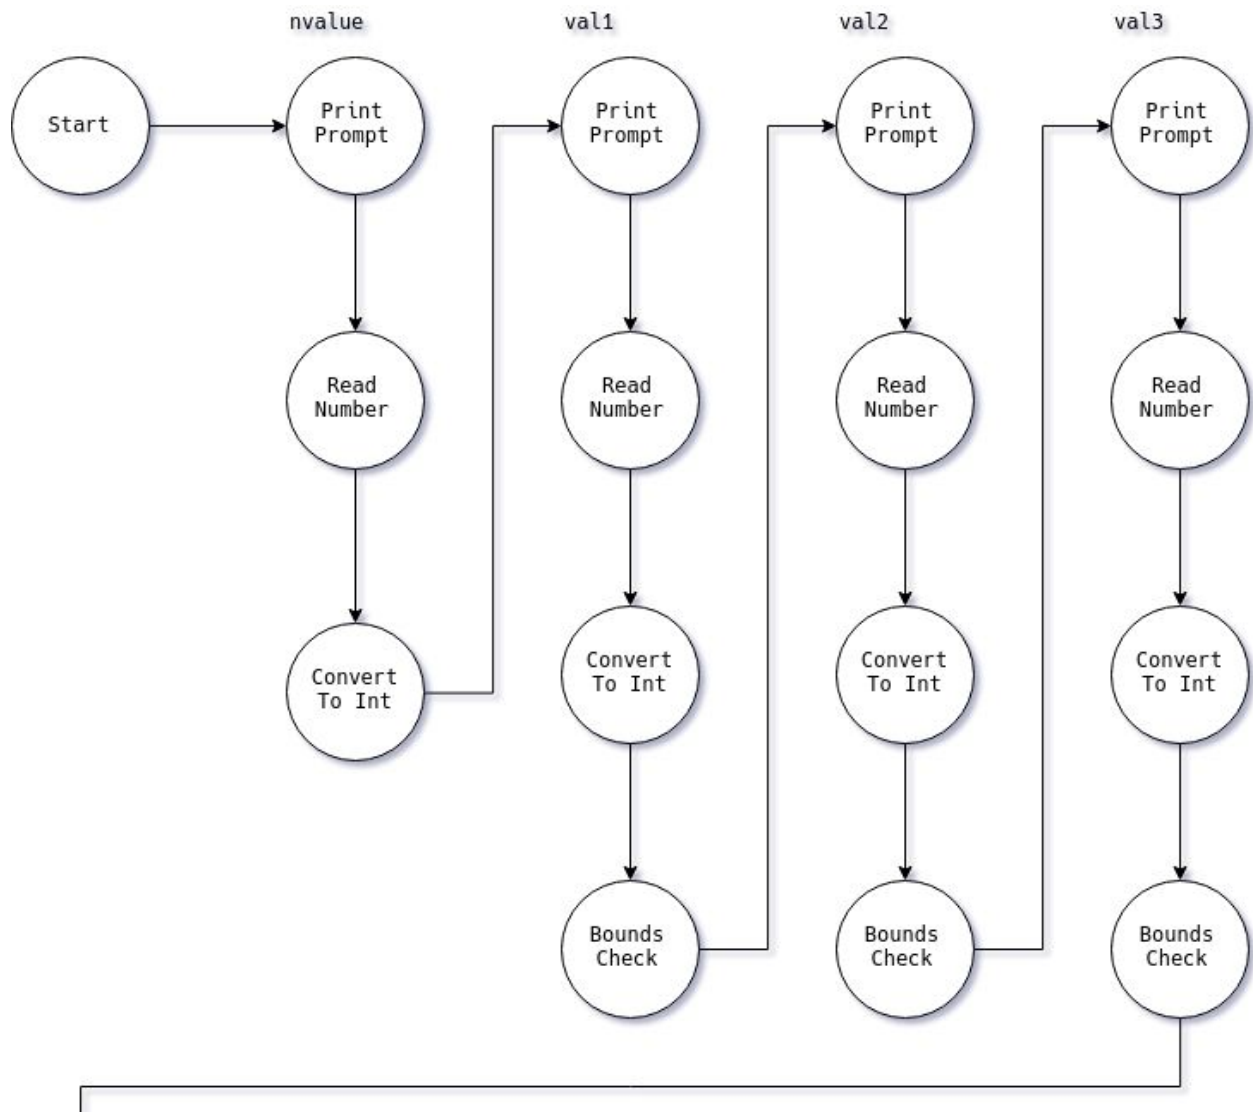 nvalue
val1
val2
val3
Start
Print
Prompt
Print
Prompt
Print
Prompt
Print
Prompt
Read
Number
Read
Number
Read
Number
Read
Number
Convert
To Int
Convert
To Int
Convert
To Int
Convert
To Int
Bounds
Check
Bounds
Check
Bounds
Check